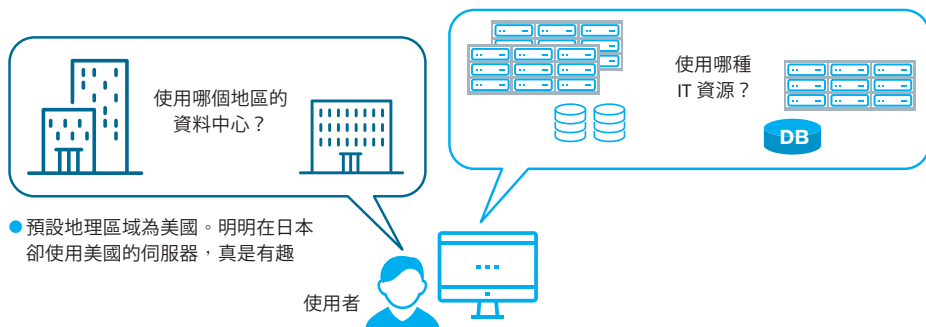 使用哪個地區的
資料中心？
使用哪種
IT 資源？
DB
● 預設地理區域為美國。明明在日本
卻使用美國的伺服器，真是有趣
使用者